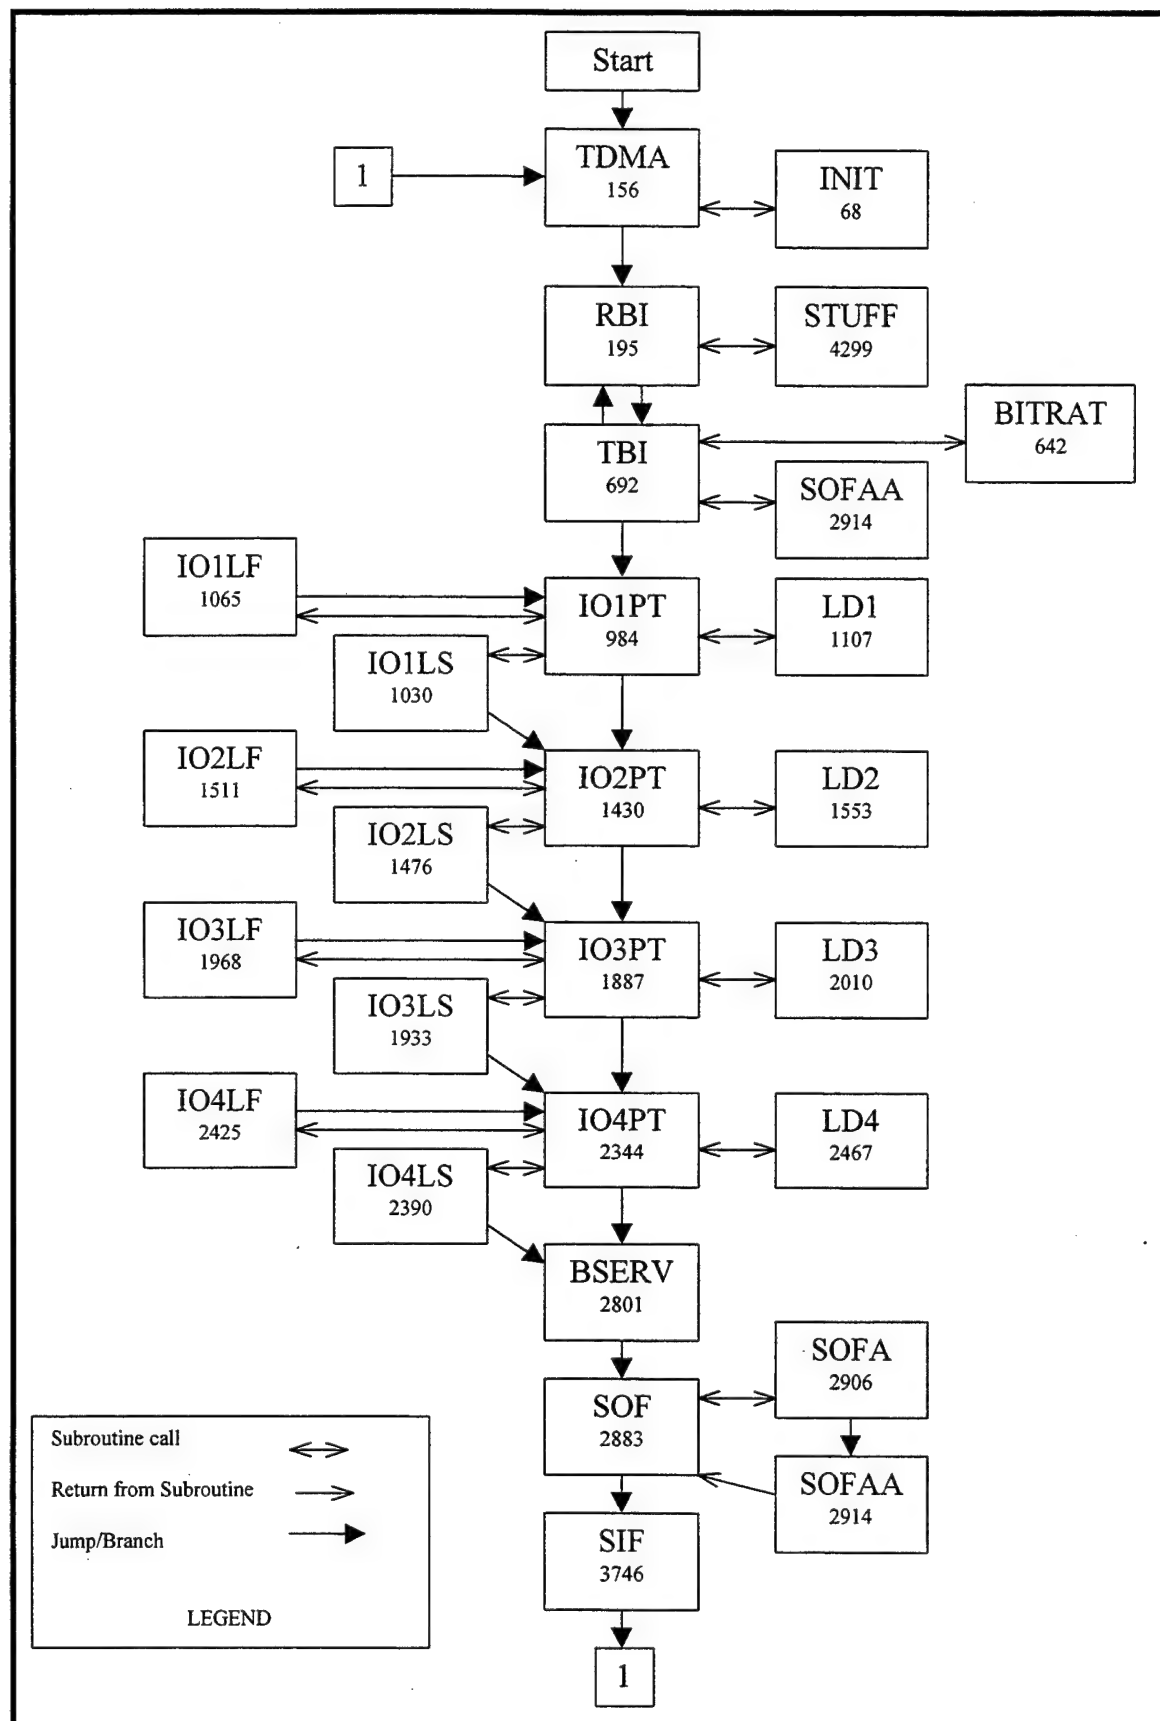 Start
1
TDMA
156
INIT
68
RBI
195
STUFF
4299
BITRAT
642
TBI
692
SOFAA
2914
IO1LF
1065
IO1PT
984
LD1
1107
IO1LS
1030
IO2LF
1511
IO2PT
1430
LD2
1553
IO2LS
1476
IO3LF
1968
IO3PT
1887
LD3
2010
IO3LS
1933
IO4LF
2425
IO4PT
2344
LD4
2467
IO4LS
2390
BSERV
2801
SOFA
2906
SOF
2883
SOFAA
2914
SIF
3746
1
Subroutine call
Return from Subroutine
Jump/Branch
LEGEND